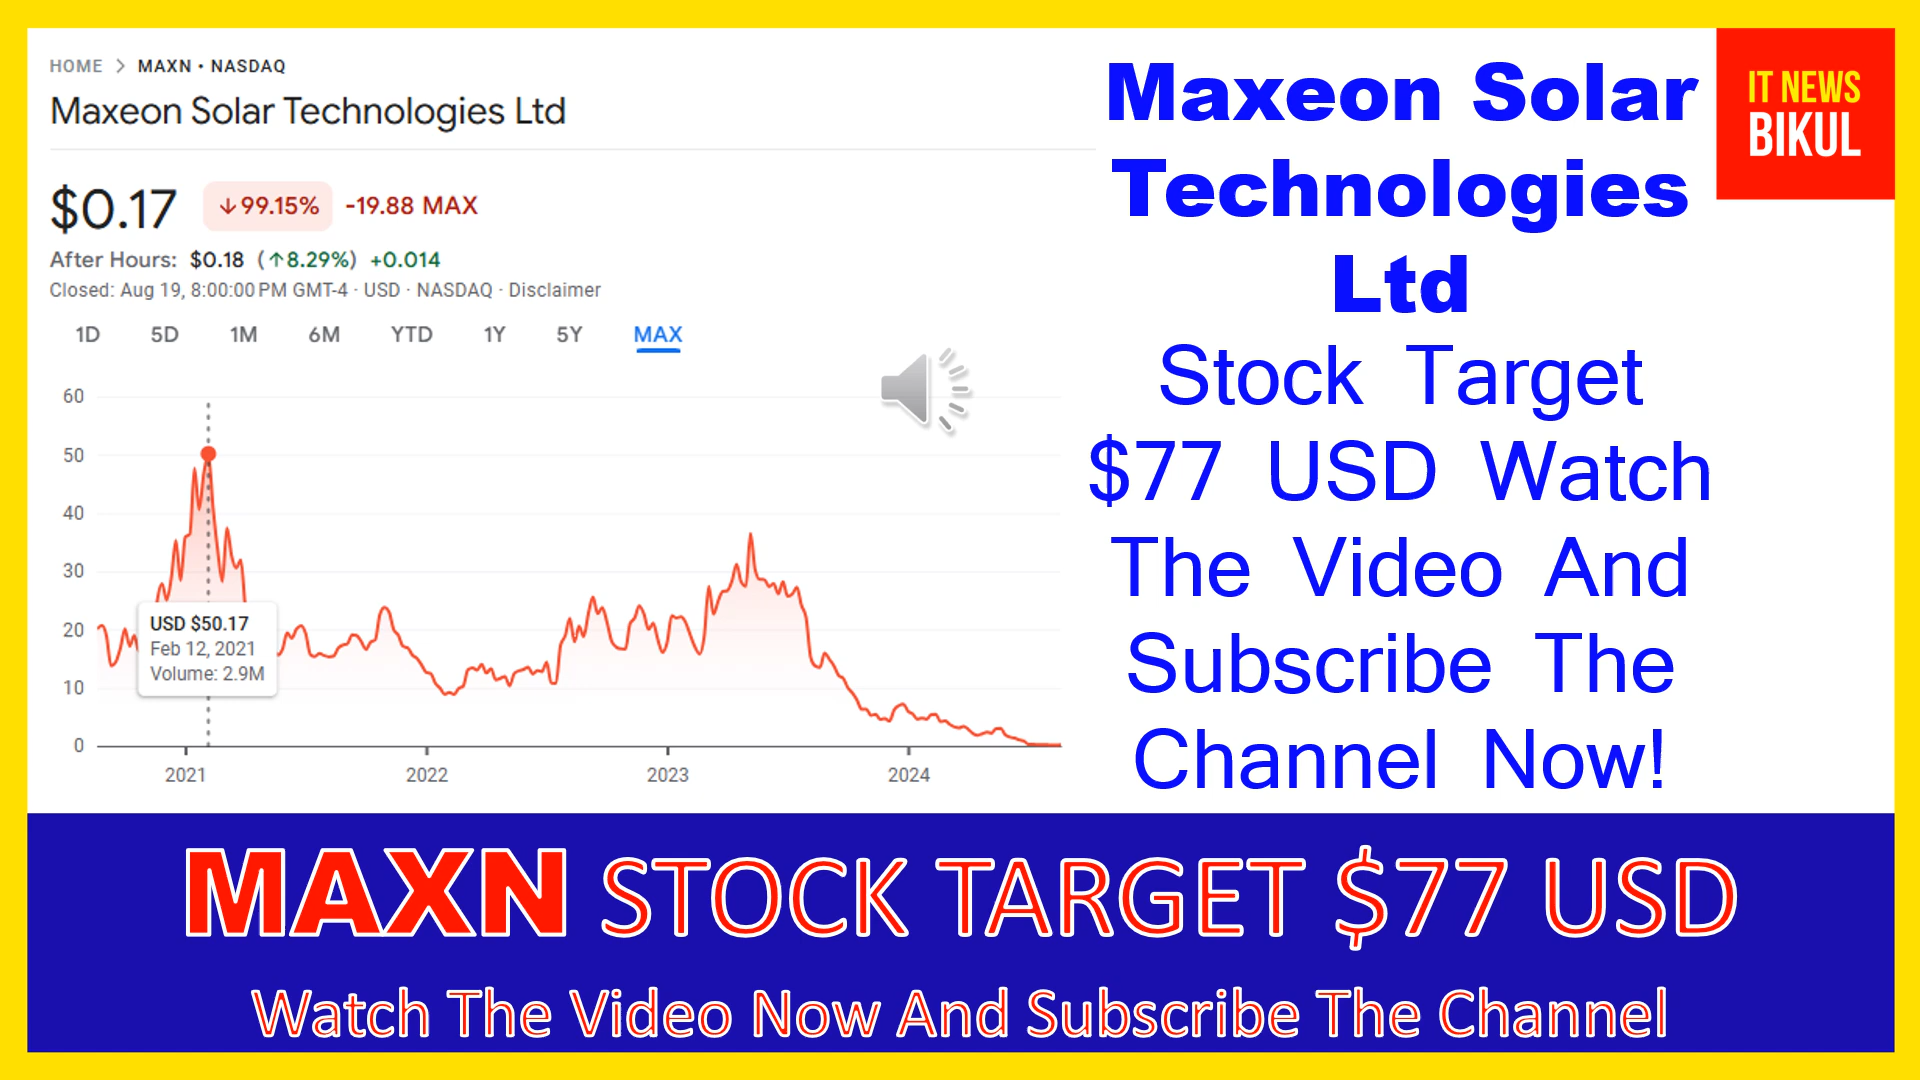 HOME > MAXN • NASDAQ
Maxeon Solar Technologies Ltd
$0.17 ↓99.15% -19.88 MAX
After Hours: $0.18 (↑8.29%) +0.014
Closed: Aug 19, 8:00:00 PM GMT-4 · USD · NASDAQ · Disclaimer
1D 5D 1M 6M YTD 1Y 5Y MAX
60
50
40
30
20
10
0
USD $50.17
Feb 12, 2021
Volume: 2.9M
2021 2022 2023 2024
Maxeon Solar
Technologies
Ltd
Stock Target
$77 USD Watch
The Video And
Subscribe The
Channel Now!
IT NEWS
BIKUL
MAXN STOCK TARGET $77 USD
Watch The Video Now And Subscribe The Channel